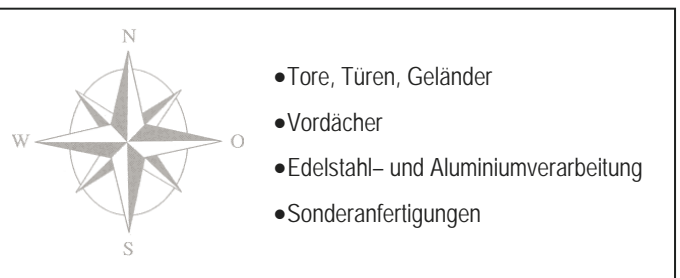 N
W
O
S
●Tore, Türen, Geländer
●Vordächer
●Edelstahl– und Aluminiumverarbeitung
●Sonderanfertigungen